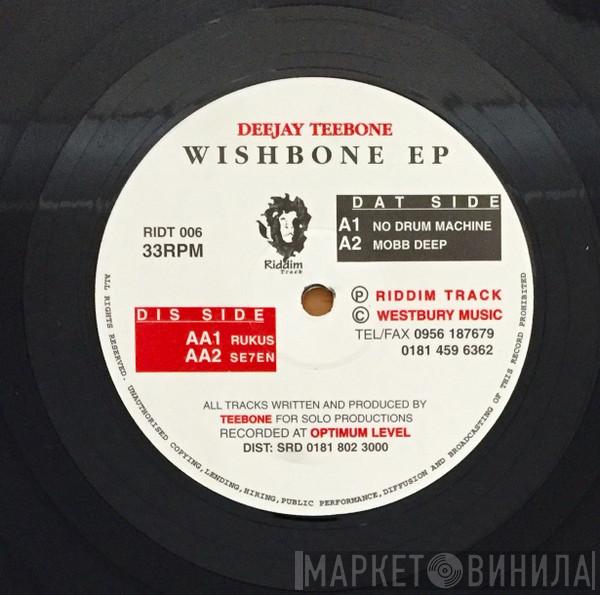 DEEJAY TEEBONE
WISHBONE EP
RIDT 006
33RPM
Riddim
Track
DAT SIDE
A1 NO DRUM MACHINE
A2 MOBB DEEP
DIS SIDE
AA1 RUKUS
AA2 SE7EN
Ⓟ RIDDIM TRACK
© WESTBURY MUSIC
TEL/FAX 0956 187679
0181 459 6362
ALL TRACKS WRITTEN AND PRODUCED BY
TEEBONE FOR SOLO PRODUCTIONS
RECORDED AT OPTIMUM LEVEL
DIST: SRD 0181 802 3000
ALL RIGHTS RESERVED. UNAUTHORISED COPYING, LENDING, HIRING, PUBLIC PERFORMANCE, DIFFUSION AND BROADCASTING OF THIS RECORD PROHIBITED
МАРКЕТ ВИНИЛА